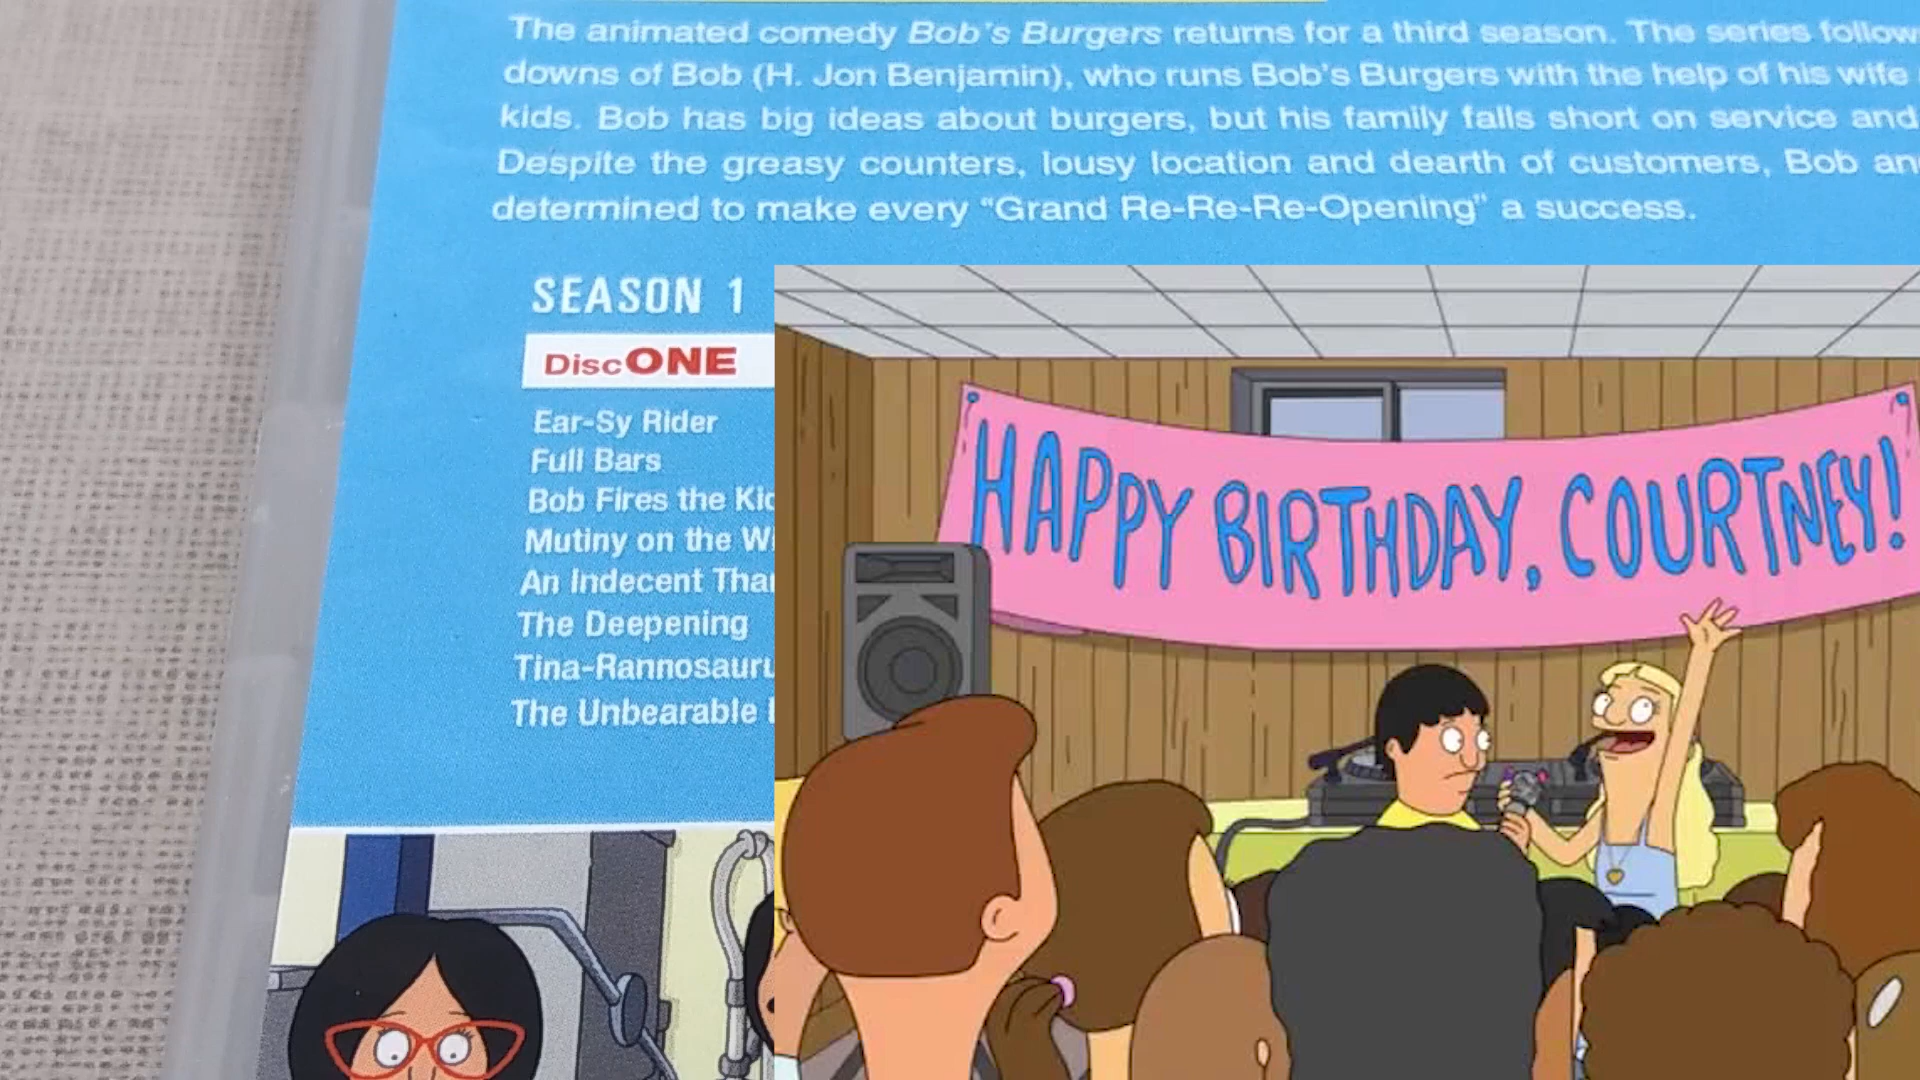 The animated comedy Bob's Burgers returns for a third season. The series follow
downs of Bob (H. Jon Benjamin), who runs Bob's Burgers with the help of his wife
kids. Bob has big ideas about burgers, but his family falls short on service and
Despite the greasy counters, lousy location and dearth of customers, Bob an
determined to make every “Grand Re-Re-Re-Opening” a success.
SEASON 1
Disc ONE
Ear-Sy Rider
Full Bars
Bob Fires the Kid
Mutiny on the Wi
An Indecent Tha
The Deepening
Tina-Rannosauru
The Unbearable
HAPPY BIRTHDAY, COURTNEY!